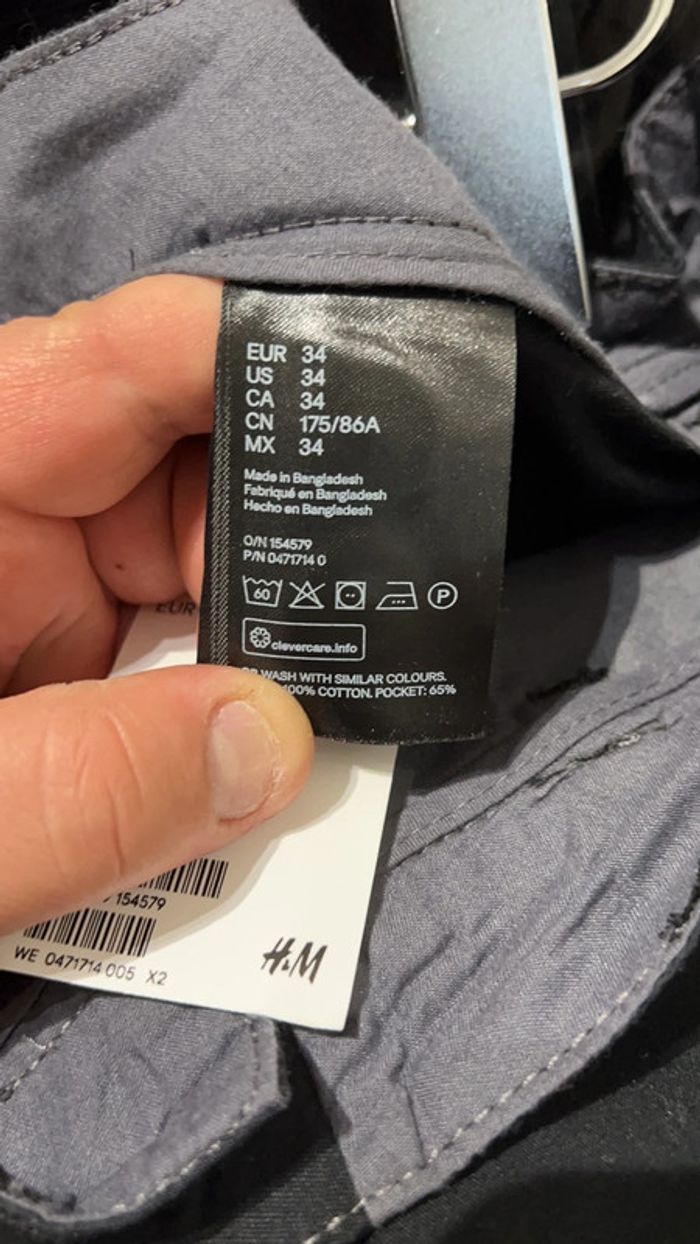 EUR 34
US 34
CA 34
CN 175/86A
MX 34
Made in Bangladesh
Fabriqué en Bangladesh
Hecho en Bangladesh
O/N 154579
P/N 0471714 0
60 P
clevercare.info
WASH WITH SIMILAR COLOURS.
100% COTTON. POCKET: 65%
EUR
154579
WE 0471714 005 X2
H&M